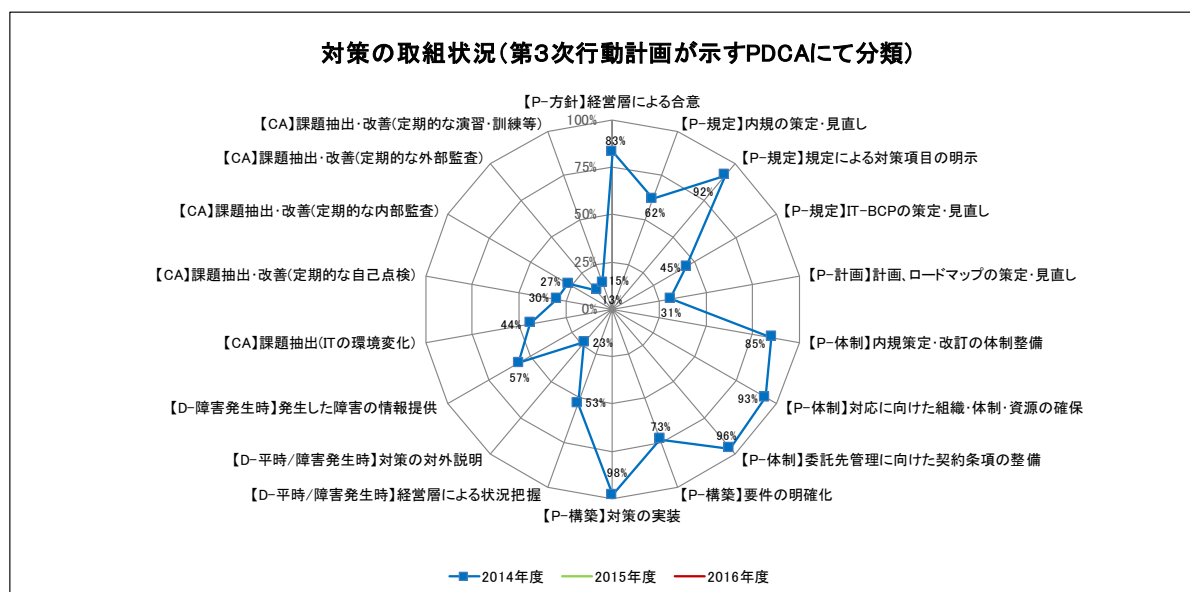 対策の取組状況(第3次行動計画が示すPDCAにて分類)
【P-方針】経営層による合意
【P-規定】内規の策定・見直し
【P-規定】規定による対策項目の明示
【P-規定】IT-BCPの策定・見直し
【P-計画】計画、ロードマップの策定・見直し
【P-体制】内規策定・改訂の体制整備
【P-体制】対応に向けた組織・体制・資源の確保
【P-体制】委託先管理に向けた契約条項の整備
【P-構築】要件の明確化
【P-構築】対策の実装
【D-平時/障害発生時】経営層による状況把握
【D-平時/障害発生時】対策の対外説明
【D-障害発生時】発生した障害の情報提供
【CA】課題抽出(ITの環境変化)
【CA】課題抽出・改善(定期的な自己点検)
【CA】課題抽出・改善(定期的な内部監査)
【CA】課題抽出・改善(定期的な外部監査)
【CA】課題抽出・改善(定期的な演習・訓練等)
100%
75%
50%
25%
0%
83%
62%
92%
45%
31%
85%
93%
96%
73%
98%
53%
23%
57%
44%
30%
27%
13%
15%
2014年度
2015年度
2016年度